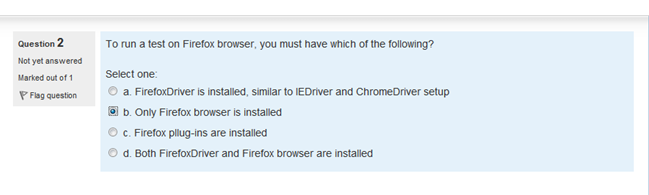 Question 2
Not yet answered
Marked out of 1
Flag question
To run a test on Firefox browser, you must have which of the following?
Select one:
a. FirefoxDriver is installed, similar to IEDriver and ChromeDriver setup
b. Only Firefox browser is installed
c. Firefox pllug-ins are installed
d. Both FirefoxDriver and Firefox browser are installed